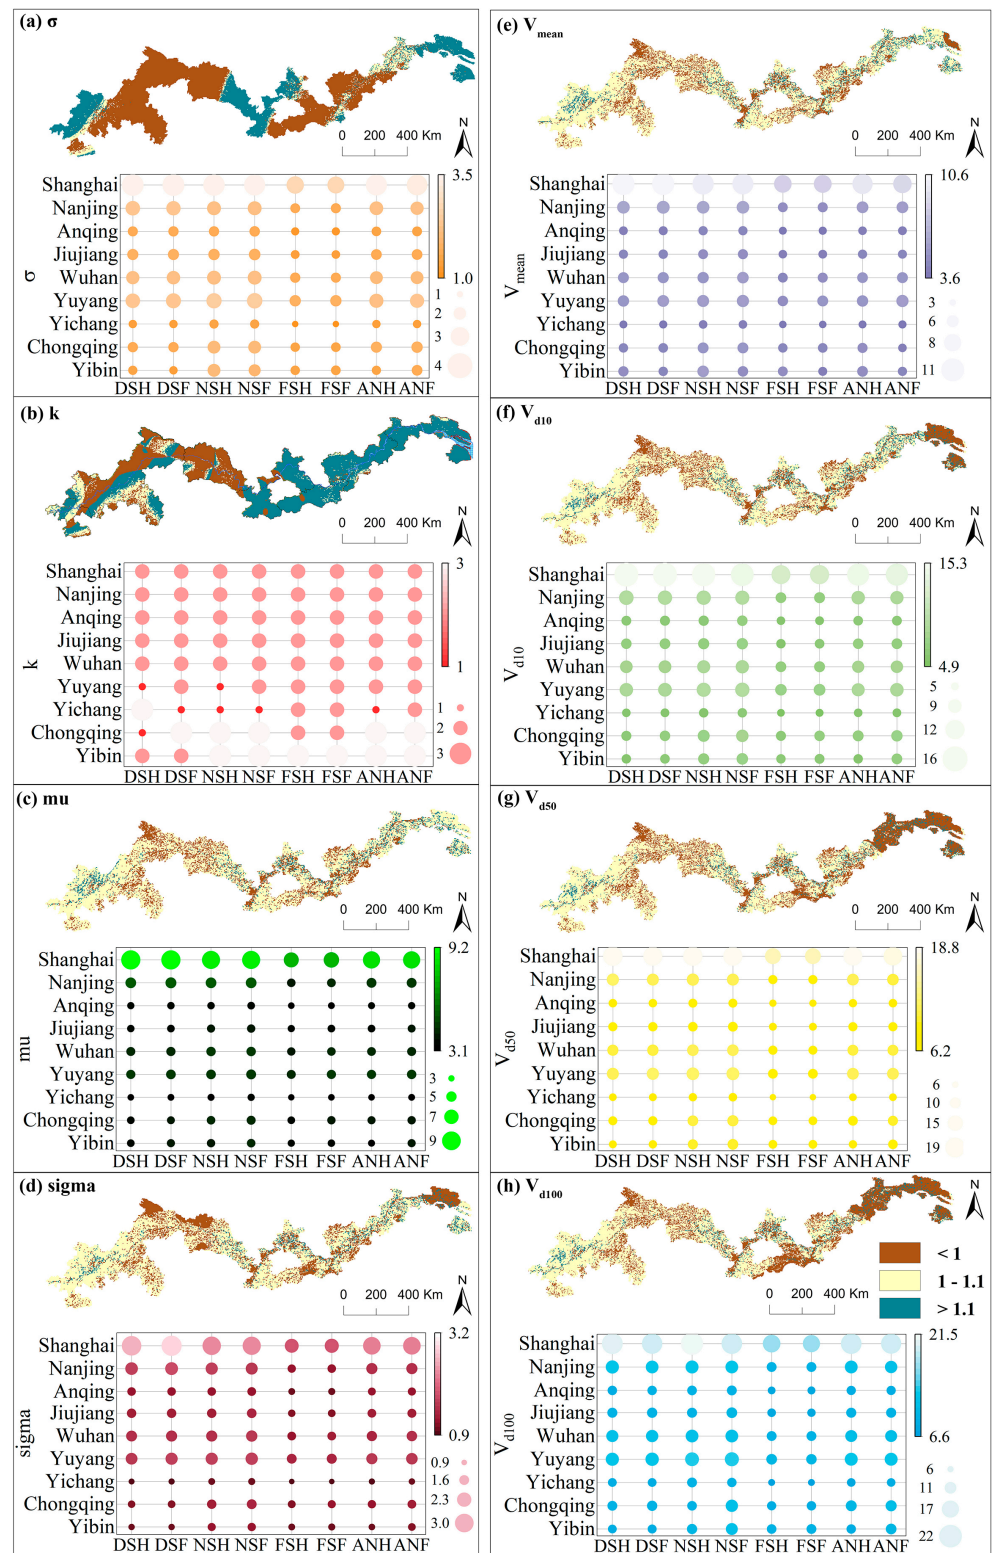 (a) σ
N
0 200 400 Km
Shanghai
Nanjing
Anqing
Jiujiang
Wuhan
Yuyang
Yichang
Chongqing
Yibin
σ
3.5
1.0
1
2
3
4
DSH DSF NSH NSF FSH FSF ANH ANF
(b) k
N
0 200 400 Km
Shanghai
Nanjing
Anqing
Jiujiang
Wuhan
Yuyang
Yichang
Chongqing
Yibin
k
3
1
1
2
3
DSH DSF NSH NSF FSH FSF ANH ANF
(c) mu
N
0 200 400 Km
Shanghai
Nanjing
Anqing
Jiujiang
Wuhan
Yuyang
Yichang
Chongqing
Yibin
mu
9.2
3.1
3
5
7
9
DSH DSF NSH NSF FSH FSF ANH ANF
(d) sigma
N
0 200 400 Km
Shanghai
Nanjing
Anqing
Jiujiang
Wuhan
Yuyang
Yichang
Chongqing
Yibin
sigma
3.2
0.9
0.9
1.6
2.3
3.0
DSH DSF NSH NSF FSH FSF ANH ANF
(e) Vmean
N
0 200 400 Km
Shanghai
Nanjing
Anqing
Jiujiang
Wuhan
Yuyang
Yichang
Chongqing
Yibin
Vmean
10.6
3.6
3
6
8
11
DSH DSF NSH NSF FSH FSF ANH ANF
(f) Vd10
N
0 200 400 Km
Shanghai
Nanjing
Anqing
Jiujiang
Wuhan
Yuyang
Yichang
Chongqing
Yibin
Vd10
15.3
4.9
5
9
12
16
DSH DSF NSH NSF FSH FSF ANH ANF
(g) Vd50
N
0 200 400 Km
Shanghai
Nanjing
Anqing
Jiujiang
Wuhan
Yuyang
Yichang
Chongqing
Yibin
Vd50
18.8
6.2
6
10
15
19
DSH DSF NSH NSF FSH FSF ANH ANF
(h) Vd100
N
< 1
1 - 1.1
> 1.1
0 200 400 Km
Shanghai
Nanjing
Anqing
Jiujiang
Wuhan
Yuyang
Yichang
Chongqing
Yibin
Vd100
21.5
6.6
6
11
17
22
DSH DSF NSH NSF FSH FSF ANH ANF